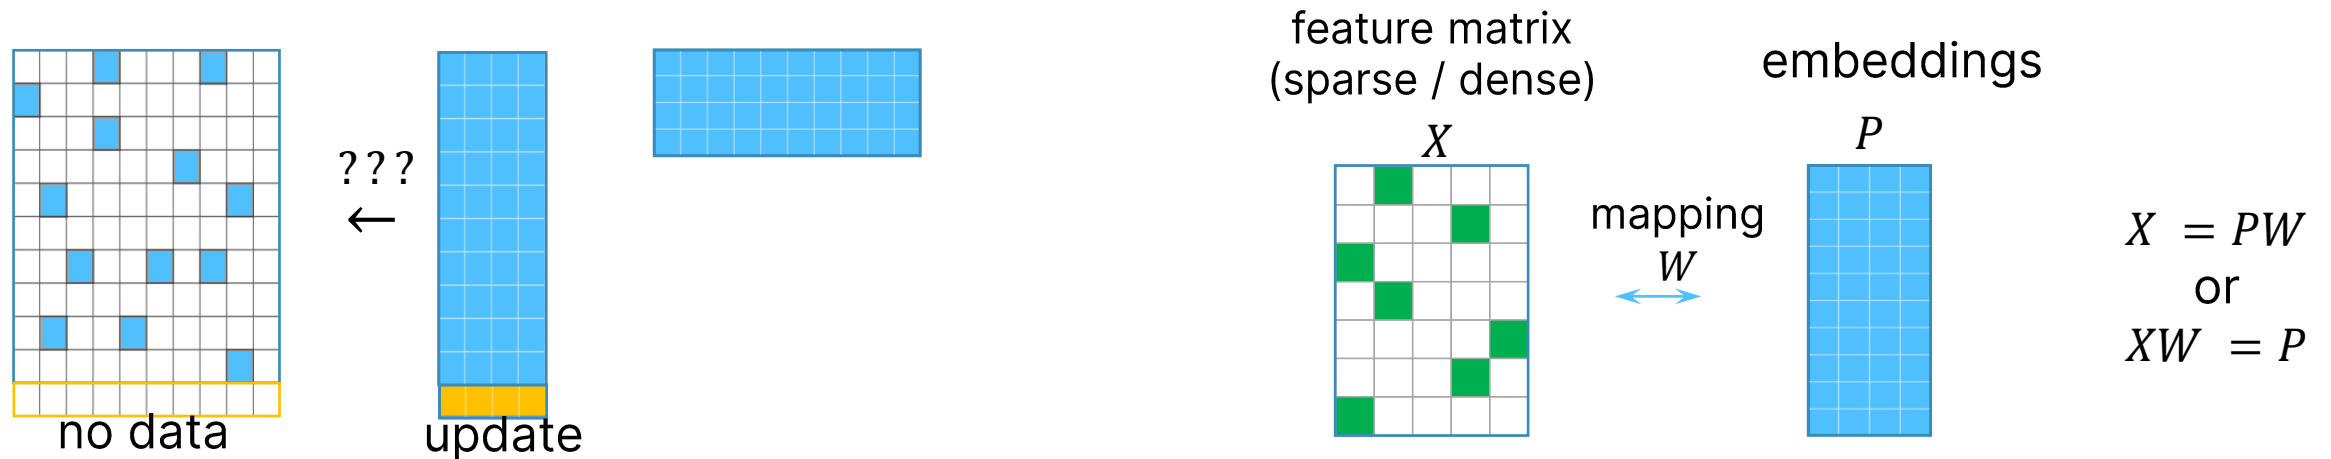 ? ? ?
←
no data
update
feature matrix
(sparse / dense)
X
mapping
W
embeddings
P
X = PW
or
XW = P